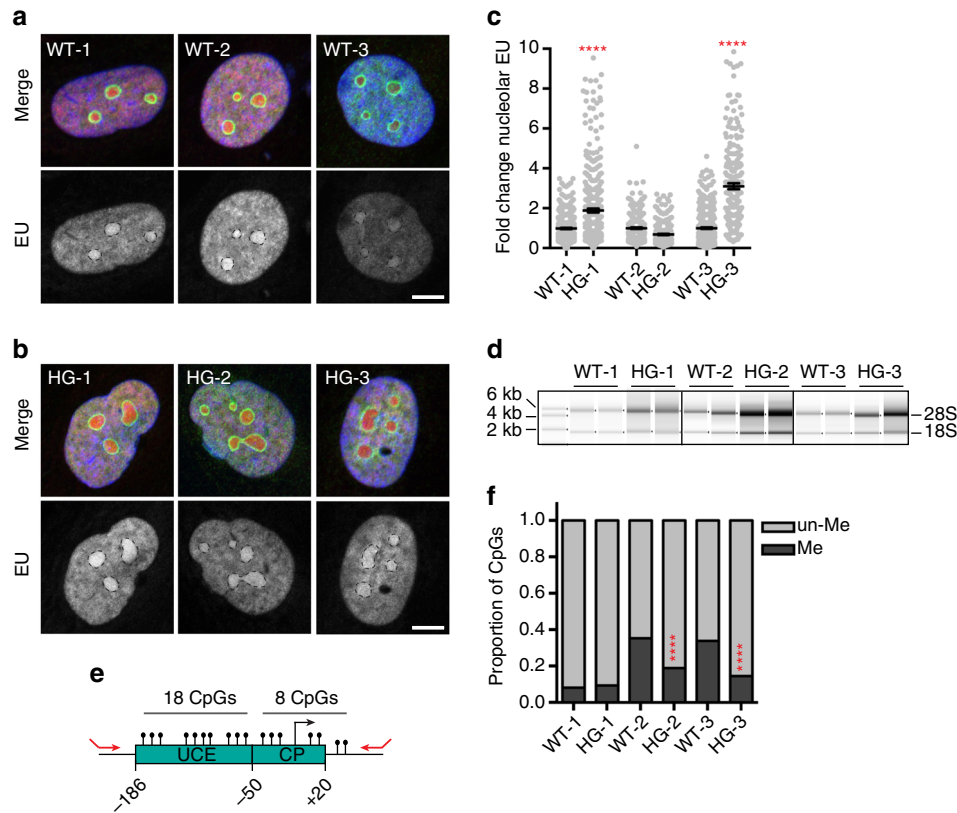 a
WT-1
WT-2
WT-3
Merge
EU
b
HG-1
HG-2
HG-3
Merge
EU
c
Fold change nucleolar EU
10
8
6
4
2
0
****
****
WT-1
HG-1
WT-2
HG-2
WT-3
HG-3
d
WT-1 HG-1 WT-2 HG-2 WT-3 HG-3
6 kb
4 kb
2 kb
28S
18S
e
18 CpGs
8 CpGs
UCE
CP
–186
–50
+20
f
Proportion of CpGs
1.0
0.8
0.6
0.4
0.2
0.0
un-Me
Me
****
****
WT-1
HG-1
WT-2
HG-2
WT-3
HG-3